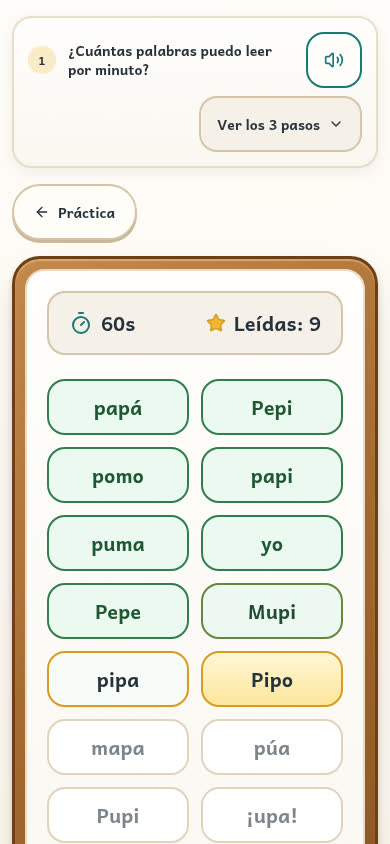 1
¿Cuántas palabras puedo leer
por minuto?
Ver los 3 pasos
Práctica
60s
Leídas: 9
papá
Pepi
pomo
papi
puma
yo
Pepe
Mupi
pipa
Pipo
mapa
púa
Pupi
¡upa!